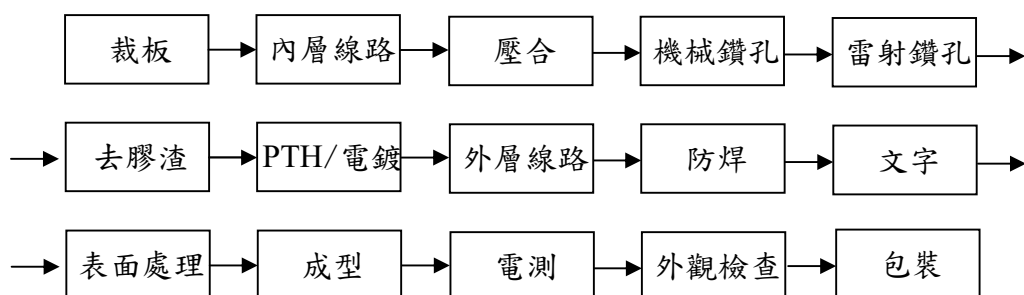 裁板 內層線路 壓合 機械鑽孔 雷射鑽孔
去膠渣 PTH/電鍍 外層線路 防焊 文字
表面處理 成型 電測 外觀檢查 包裝